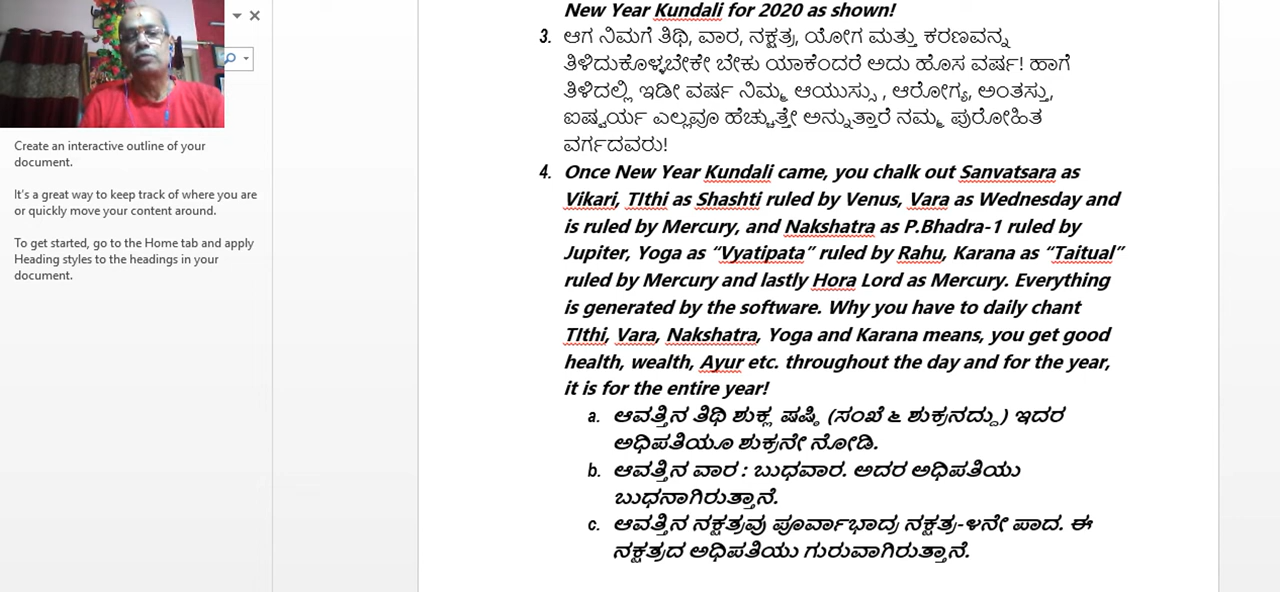 Create an interactive outline of your
document.
It's a great way to keep track of where you are
or quickly move your content around.
To get started, go to the Home tab and apply
Heading styles to the headings in your
document.
New Year Kundali for 2020 as shown!
3. ಆಗ ನಿಮಗೆ ತಿಥಿ, ವಾರ, ನಕ್ಷತ್ರ, ಯೋಗ ಮತ್ತು ಕರಣವನ್ನ
ತಿಳಿದುಕೊಳ್ಳಬೇಕೇ ಬೇಕು ಯಾಕೆಂದರೆ ಅದು ಹೊಸ ವರ್ಷ! ಹಾಗೆ
ತಿಳಿದಲ್ಲಿ ಇಡೀ ವರ್ಷ ನಿಮ್ಮ ಆಯುಸ್ಸು , ಆರೋಗ್ಯ, ಅಂತಸ್ತು,
ಐಷ್ವರ್ಯ ಎಲ್ಲವೂ ಹೆಚ್ಚುತ್ತೇ ಅನ್ನುತ್ತಾರೆ ನಮ್ಮ ಪುರೋಹಿತ
ವರ್ಗದವರು!
4. Once New Year Kundali came, you chalk out Sanvatsara as
Vikari, TIthi as Shashti ruled by Venus, Vara as Wednesday and
is ruled by Mercury, and Nakshatra as P.Bhadra-1 ruled by
Jupiter, Yoga as “Vyatipata” ruled by Rahu, Karana as “Taitual”
ruled by Mercury and lastly Hora Lord as Mercury. Everything
is generated by the software. Why you have to daily chant
TIthi, Vara, Nakshatra, Yoga and Karana means, you get good
health, wealth, Ayur etc. throughout the day and for the year,
it is for the entire year!
a. ಆವತ್ತಿನ ತಿಥಿ ಶುಕ್ಲ ಷಷ್ಠಿ (ಸಂಖೆ ೬ ಶುಕ್ರನದ್ದು) ಇದರ
ಅಧಿಪತಿಯೂ ಶುಕ್ರನೇ ನೋಡಿ.
b. ಆವತ್ತಿನ ವಾರ : ಬುಧವಾರ. ಅದರ ಅಧಿಪತಿಯು
ಬುಧನಾಗಿರುತ್ತಾನೆ.
c. ಆವತ್ತಿನ ನಕ್ಷತ್ರವು ಪೂರ್ವಾಭಾದ್ರ ನಕ್ಷತ್ರ-೪ನೇ ಪಾದ. ಈ
ನಕ್ಷತ್ರದ ಅಧಿಪತಿಯು ಗುರುವಾಗಿರುತ್ತಾನೆ.